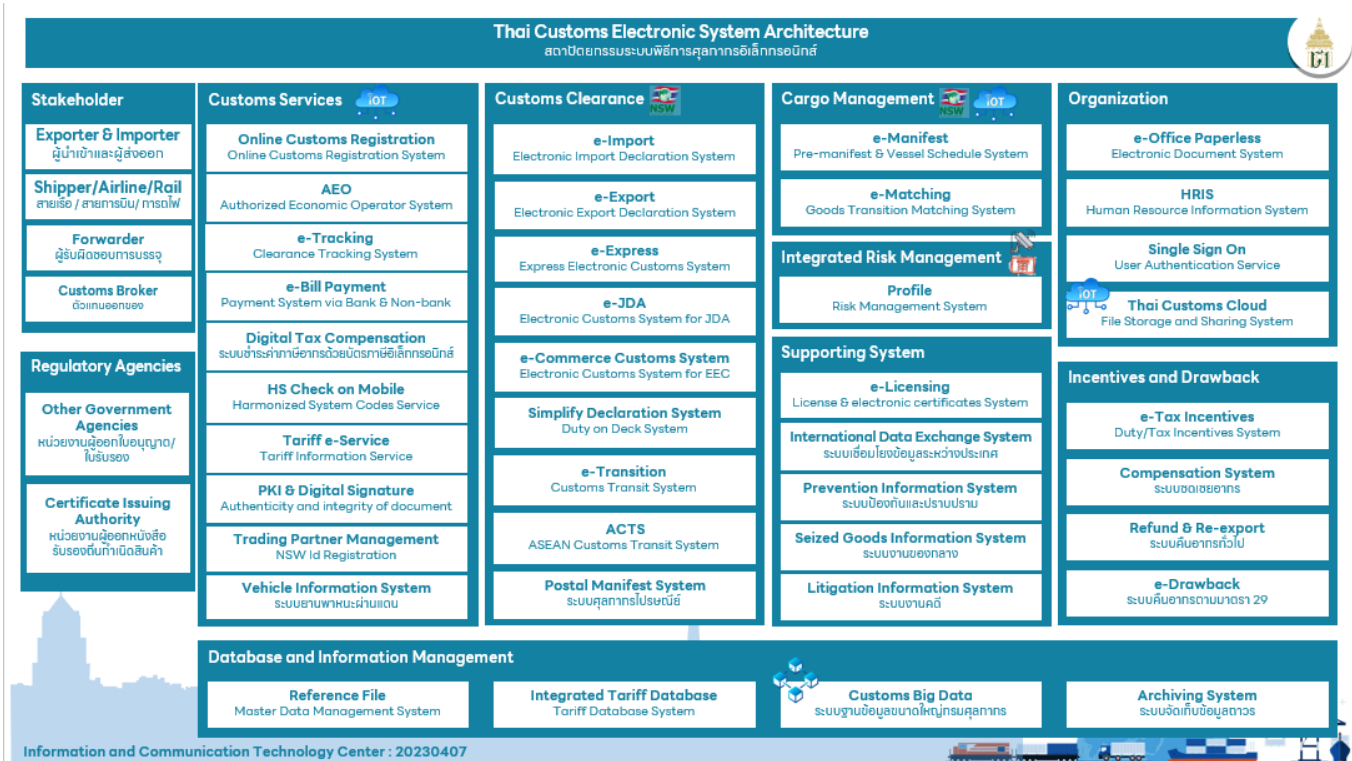 Thai Customs Electronic System Architecture
สถาปัตยกรรมระบบพิธีการศุลกากรอิเล็กทรอนิกส์
Stakeholder
Exporter & Importer
ผู้นำเข้าและผู้ส่งออก
Shipper/Airline/Rail
สายเรือ / สายการบิน/ การรถไฟ
Forwarder
ผู้รับผิดชอบการบรรจุ
Customs Broker
ตัวแทนออกของ
Regulatory Agencies
Other Government
Agencies
หน่วยงานผู้ออกใบอนุญาต/
ใบรับรอง
Certificate Issuing
Authority
หน่วยงานผู้ออกหนังสือ
รับรองถิ่นกำเนิดสินค้า
Customs Services
IOT
Online Customs Registration
Online Customs Registration System
AEO
Authorized Economic Operator System
e-Tracking
Clearance Tracking System
e-Bill Payment
Payment System via Bank & Non-bank
Digital Tax Compensation
ระบบชำระค่าภาษีอากรด้วยบัตรภาษีอิเล็กทรอนิกส์
HS Check on Mobile
Harmonized System Codes Service
Tariff e-Service
Tariff Information Service
PKI & Digital Signature
Authenticity and integrity of document
Trading Partner Management
NSW Id Registration
Vehicle Information System
ระบบยานพาหนะผ่านแดน
Customs Clearance
NSW
e-Import
Electronic Import Declaration System
e-Export
Electronic Export Declaration System
e-Express
Express Electronic Customs System
e-JDA
Electronic Customs System for JDA
e-Commerce Customs System
Electronic Customs System for EEC
Simplify Declaration System
Duty on Deck System
e-Transition
Customs Transit System
ACTS
ASEAN Customs Transit System
Postal Manifest System
ระบบศุลกากรไปรษณีย์
Cargo Management
NSW
IOT
e-Manifest
Pre-manifest & Vessel Schedule System
e-Matching
Goods Transition Matching System
Integrated Risk Management
Profile
Risk Management System
Supporting System
e-Licensing
License & electronic certificates System
International Data Exchange System
ระบบเชื่อมโยงข้อมูลระหว่างประเทศ
Prevention Information System
ระบบป้องกันและปราบปราม
Seized Goods Information System
ระบบงานของกลาง
Litigation Information System
ระบบงานคดี
Organization
e-Office Paperless
Electronic Document System
HRIS
Human Resource Information System
Single Sign On
User Authentication Service
IOT
Thai Customs Cloud
File Storage and Sharing System
Incentives and Drawback
e-Tax Incentives
Duty/Tax Incentives System
Compensation System
ระบบชดเชยอากร
Refund & Re-export
ระบบคืนอากรทั่วไป
e-Drawback
ระบบคืนอากรตามมาตรา 29
Database and Information Management
Reference File
Master Data Management System
Integrated Tariff Database
Tariff Database System
Customs Big Data
ระบบฐานข้อมูลขนาดใหญ่กรมศุลกากร
Archiving System
ระบบจัดเก็บข้อมูลถาวร
Information and Communication Technology Center : 20230407